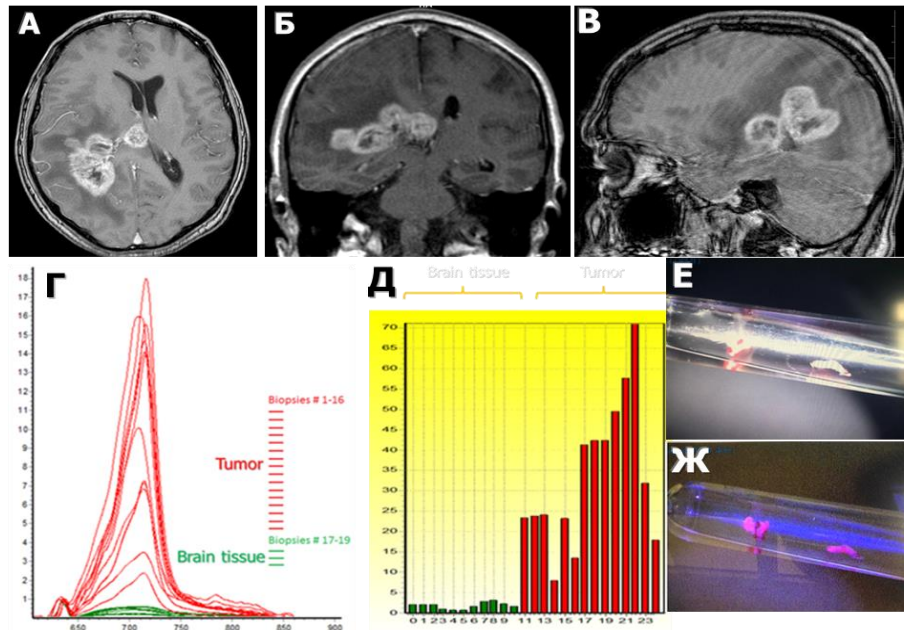 А
Б
В
Г
18
17
16
15
14
13
12
11
10
9
8
7
6
5
4
3
2
1
Biopsies # 1-16
Tumor
Biopsies # 17-19
Brain tissue
650
700
750
800
850
900
Д
Brain tissue
Tumor
70
65
60
55
50
45
40
35
30
25
20
15
10
5
0
0 1 2 3 4 5 6 7 8 9 11 13 15 17 19 21 23
Е
Ж